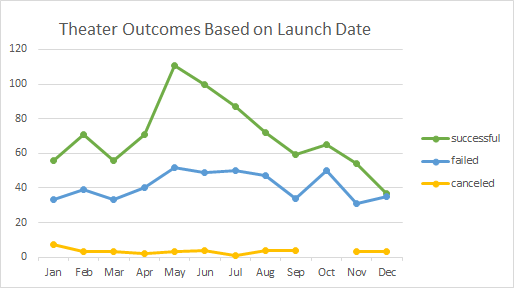 Theater Outcomes Based on Launch Date
120
100
80
60
40
20
0
Jan Feb Mar Apr May Jun Jul Aug Sep Oct Nov Dec
successful
failed
canceled